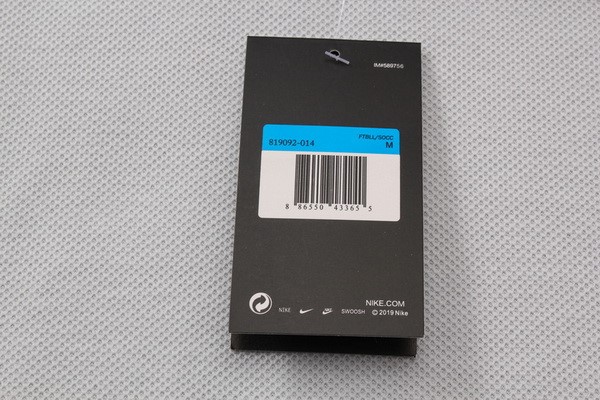 IM#589756
FTBLL/SOCC
819092-014 M
8 86550 43365 5
NIKE.COM
NIKE SWOOSH © 2019 Nike